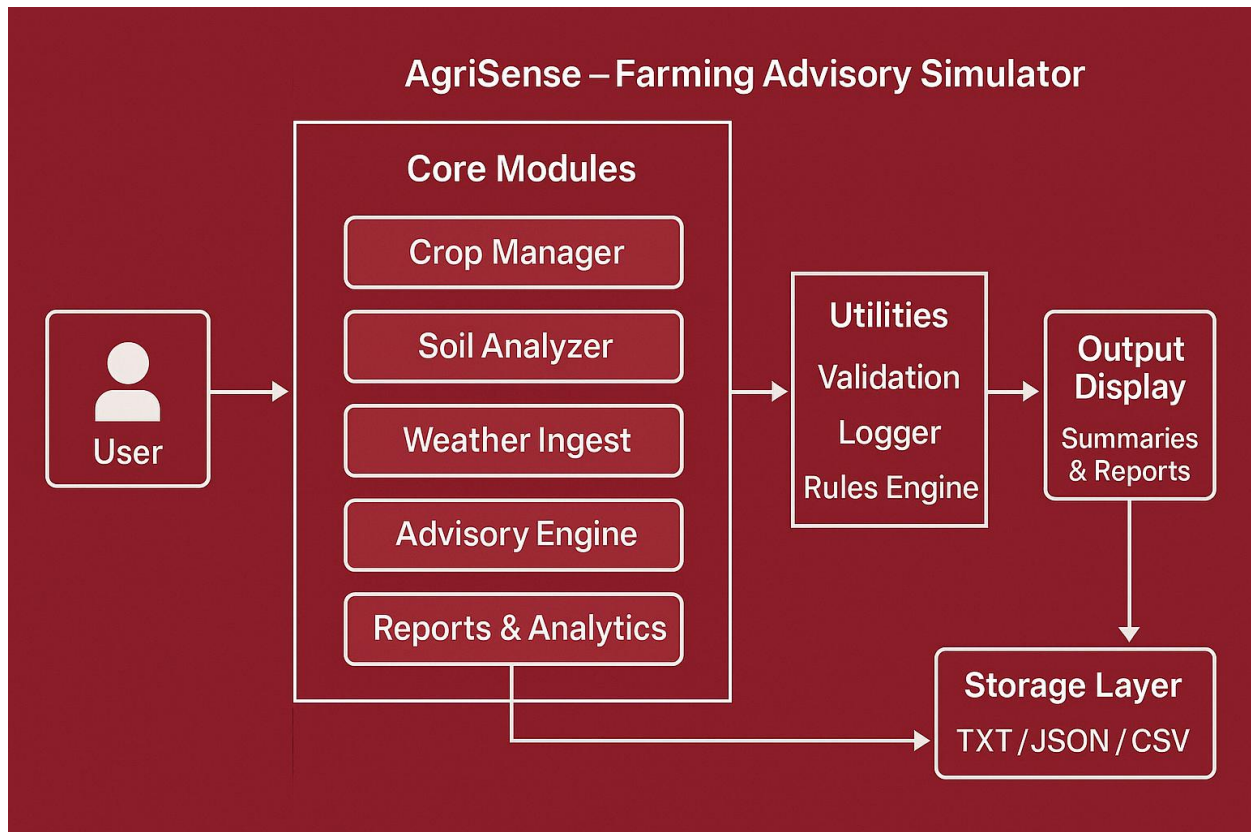 AgriSense – Farming Advisory Simulator
Core Modules
Crop Manager
Soil Analyzer
Weather Ingest
Advisory Engine
Reports & Analytics
User
Utilities
Validation
Logger
Rules Engine
Output
Display
Summaries
& Reports
Storage Layer
TXT / JSON / CSV